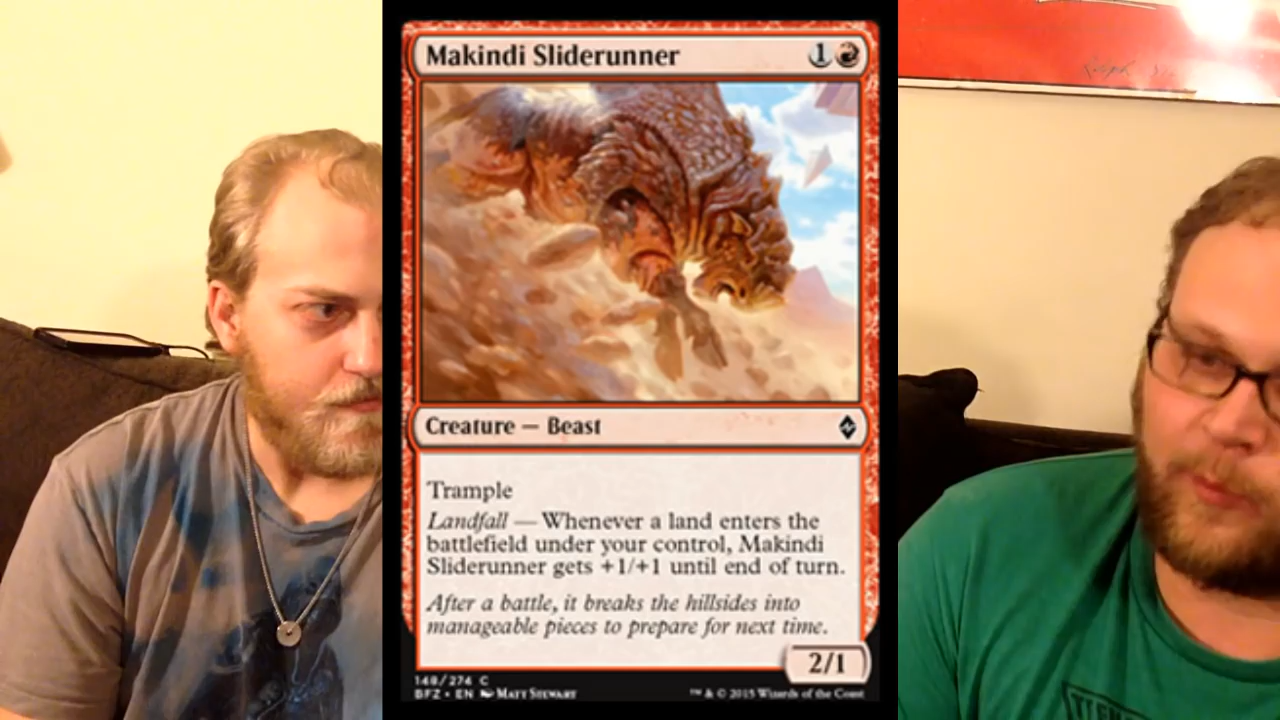 Makindi Sliderunner 1
Creature — Beast
Trample
Landfall — Whenever a land enters the
battlefield under your control, Makindi
Sliderunner gets +1/+1 until end of turn.
After a battle, it breaks the hillsides into
manageable pieces to prepare for next time.
2/1
148/274 C
BFZ • EN Matt Stewart
™ & © 2015 Wizards of the Coast